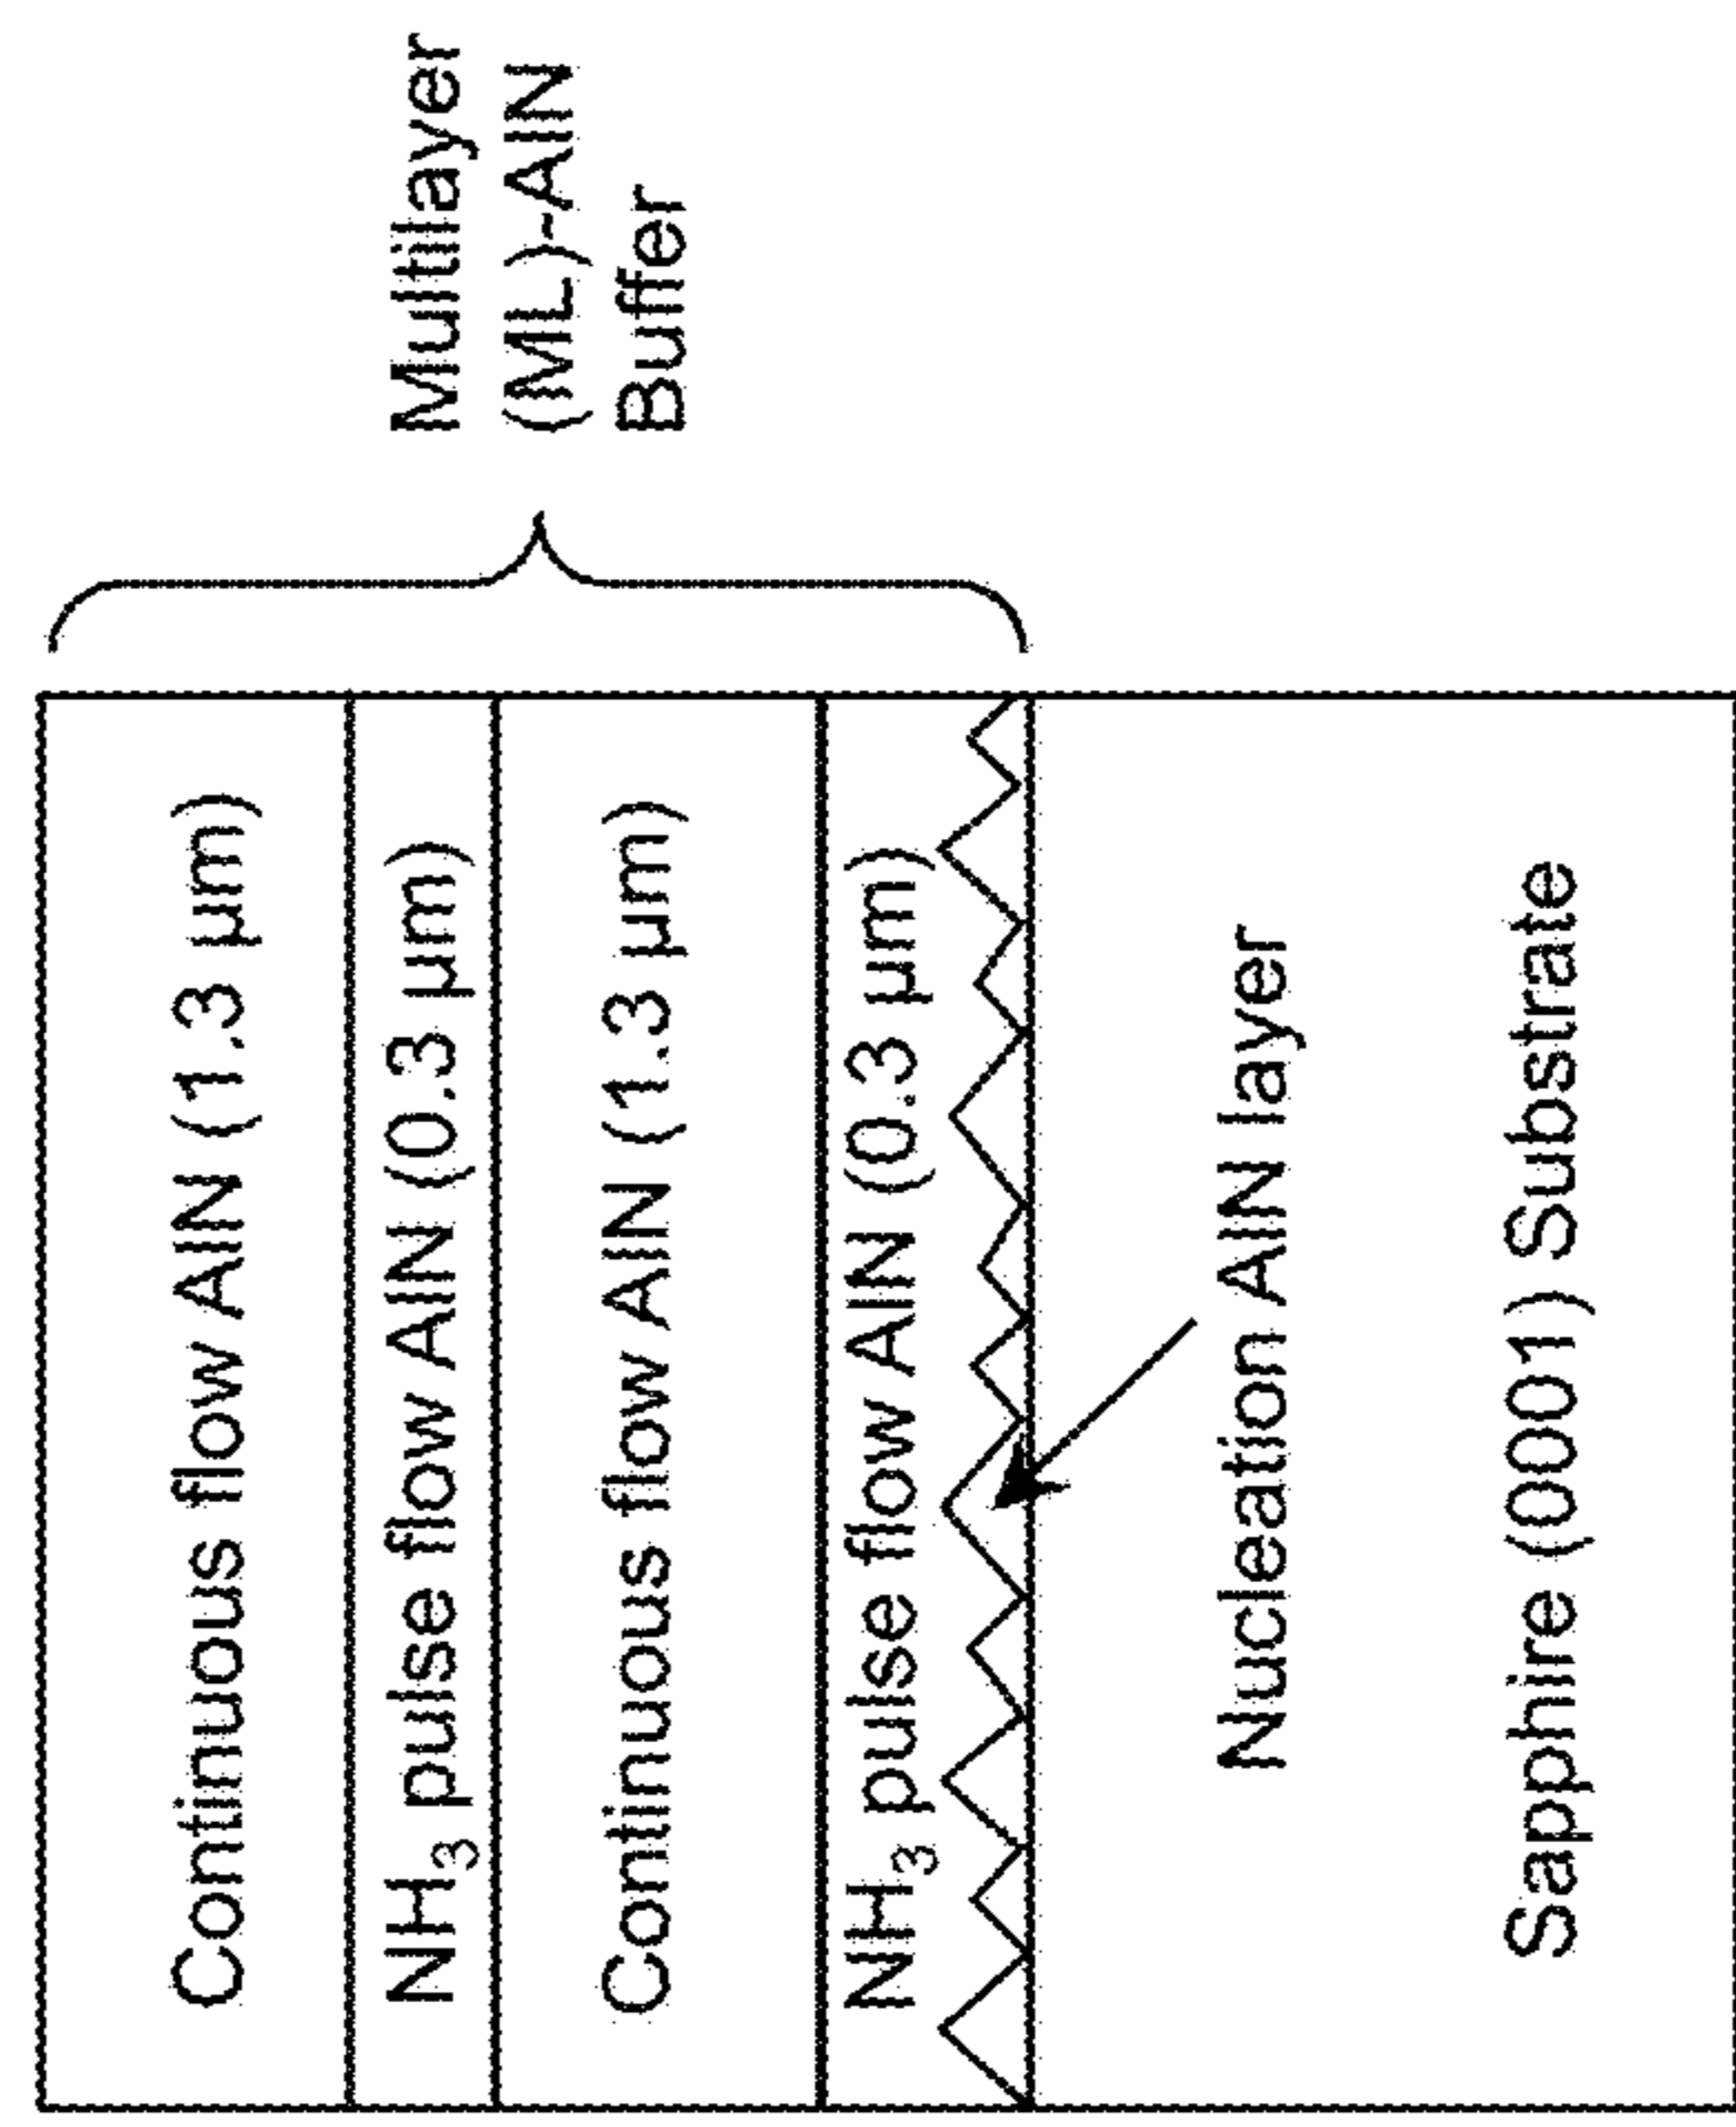 Continuous flow AlN (1.3 µm)
NH₃ pulse flow AlN (0.3 µm)
Continuous flow AlN (1.3 µm)
NH₃ pulse flow AlN (0.3 µm)
Nucleation AlN layer
Sapphire (0001) Substrate
Multilayer
(ML)-AlN
Buffer